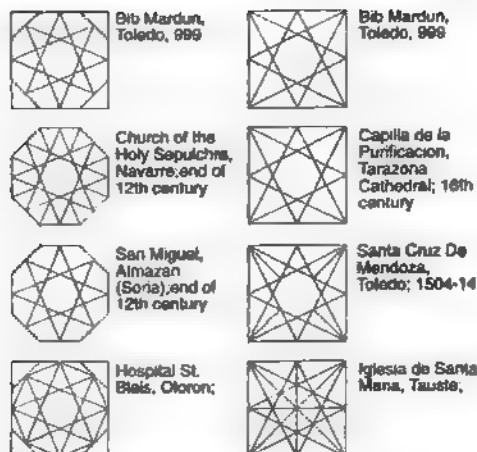 Bib Mardun,
Toledo, 999
Church of the
Holy Sepulchre,
Navarre;end of
12th century
San Miguel,
Almazan
(Soria);end of
12th century
Hospital St.
Blais, Oloron;
Bib Mardun,
Toledo, 999
Capilla de la
Purificacion,
Tarazona
Cathedral; 16th
century
Santa Cruz De
Mendoza,
Toledo; 1504-14
Iglesia de Santa
Maria, Tauste;